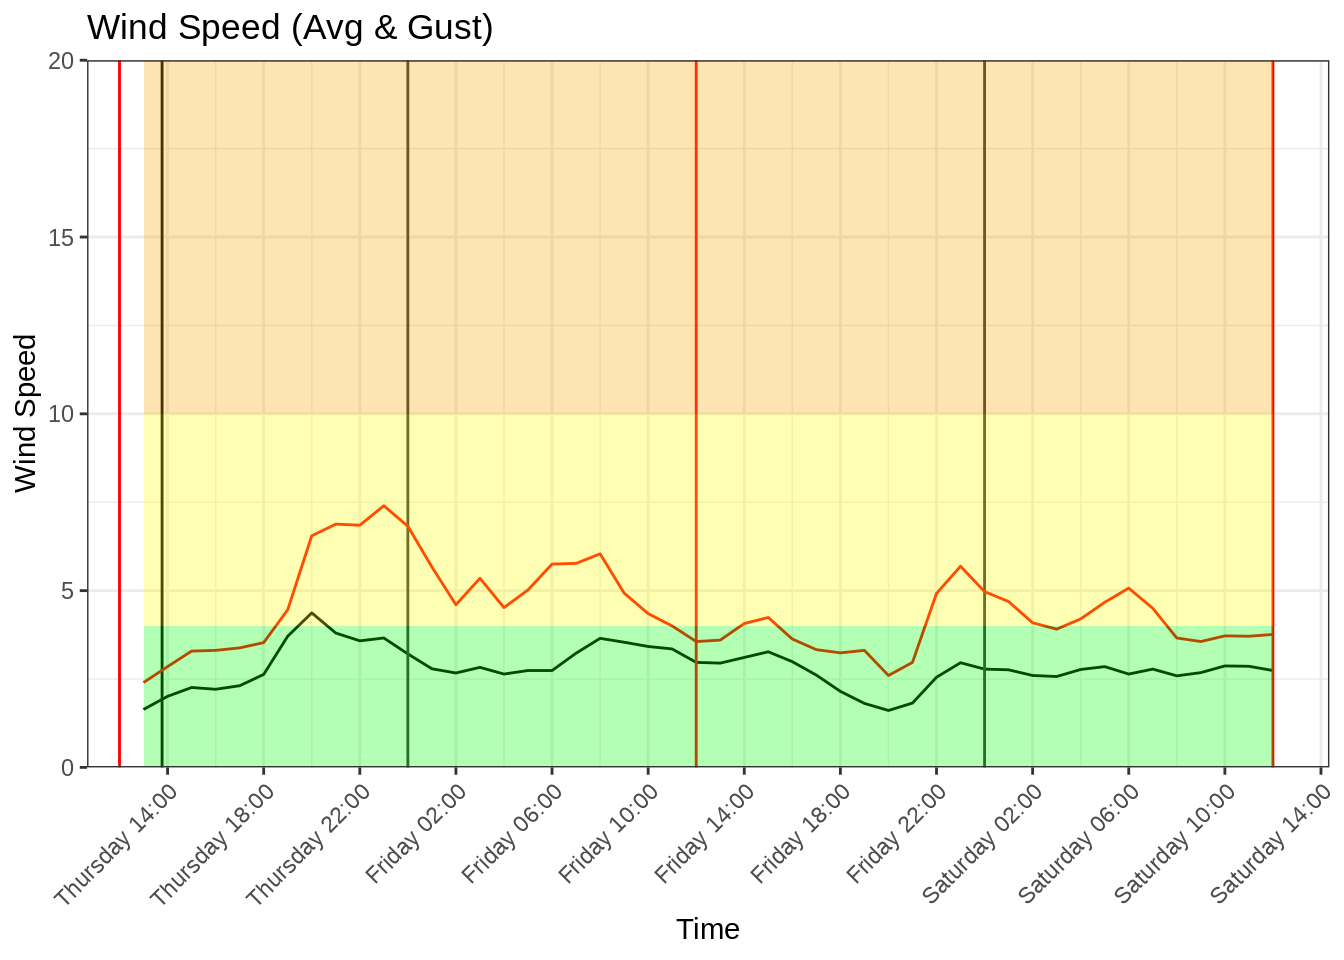 Wind Speed (Avg & Gust)
20
15
10
5
0
Wind Speed
Thursday 14:00
Thursday 18:00
Thursday 22:00
Friday 02:00
Friday 06:00
Friday 10:00
Friday 14:00
Friday 18:00
Friday 22:00
Saturday 02:00
Saturday 06:00
Saturday 10:00
Saturday 14:00
Time